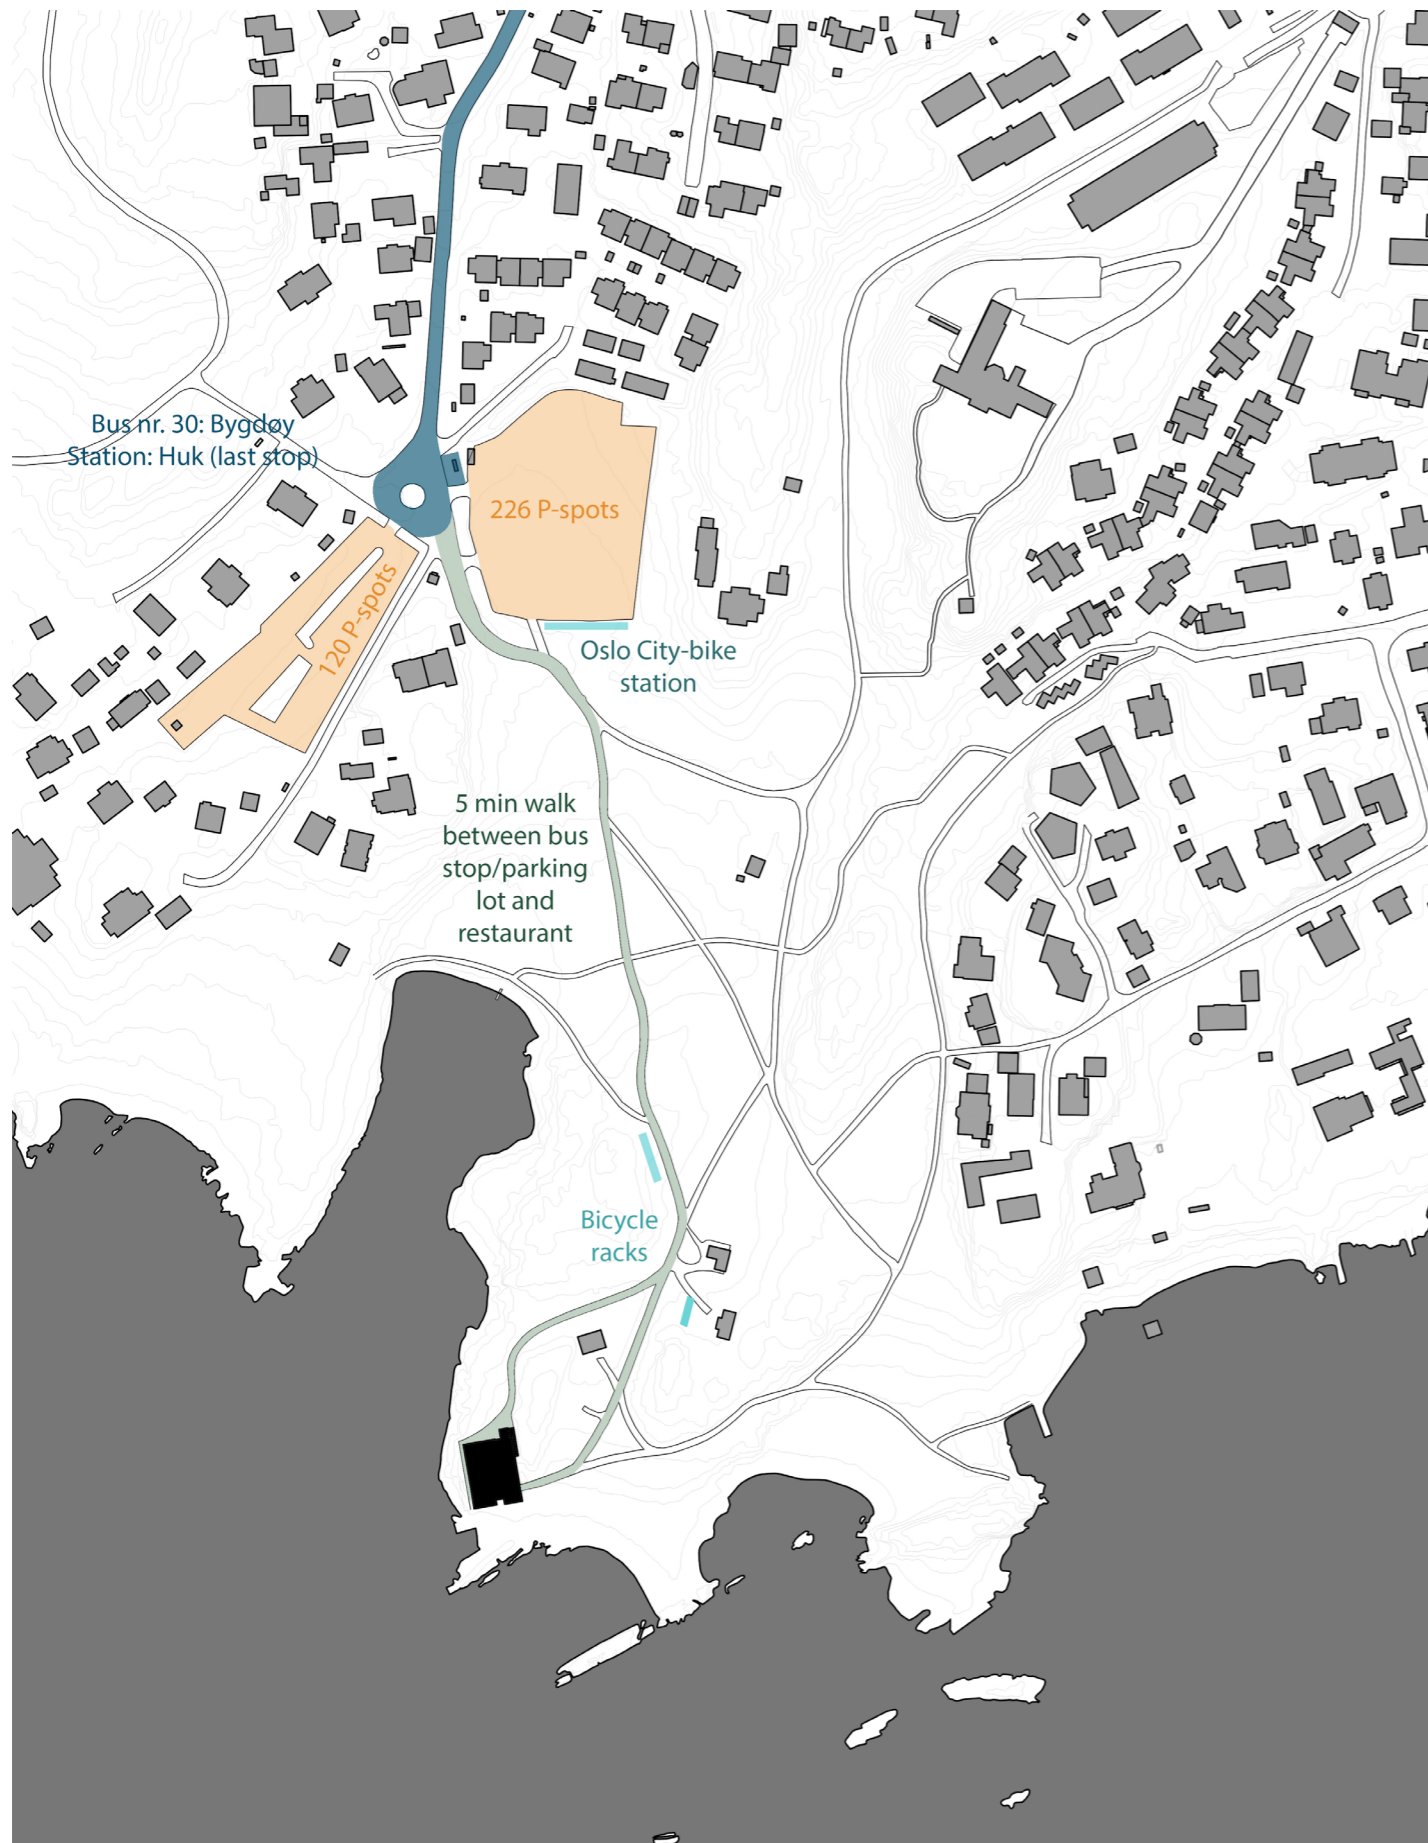 Bus nr. 30: Bygdøy
Station: Huk (last stop)
226 P-spots
120 P-spots
Oslo City-bike
station
5 min walk
between bus
stop/parking
lot and
restaurant
Bicycle
racks